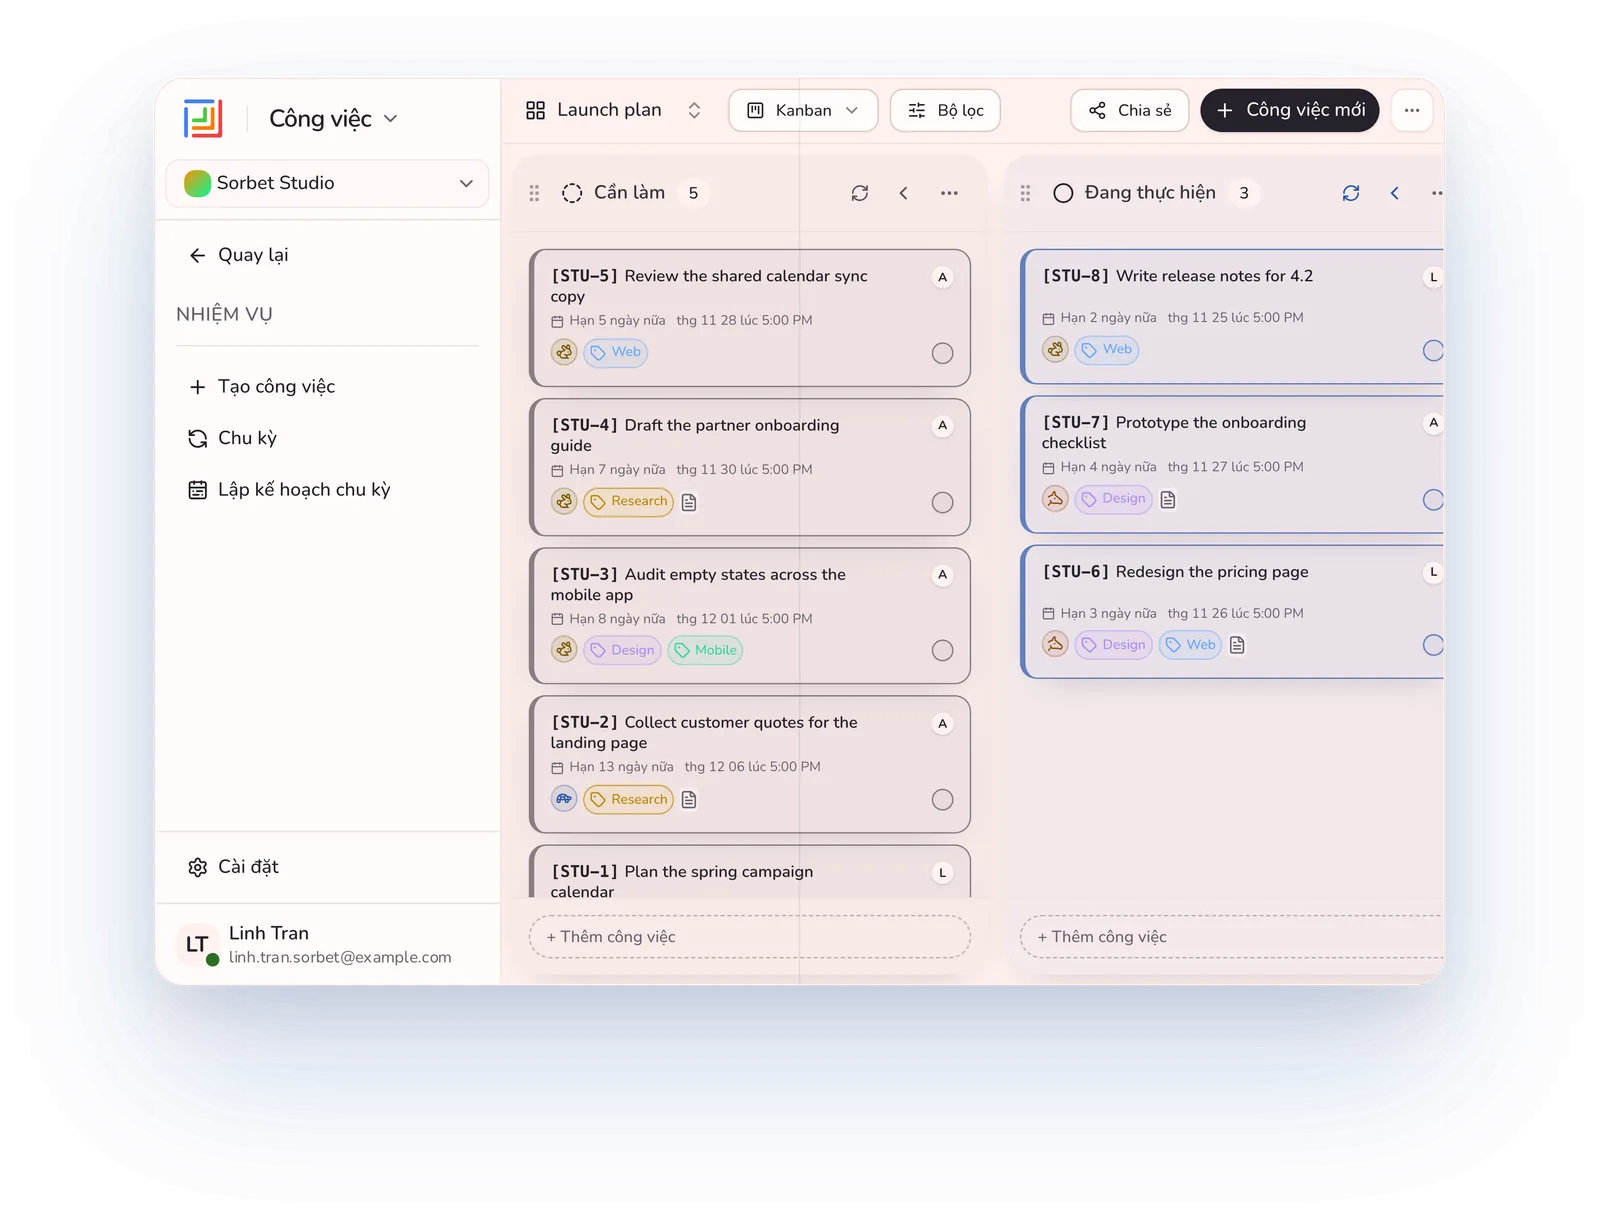 Công việc
Sorbet Studio
Quay lại
NHIỆM VỤ
Tạo công việc
Chu kỳ
Lập kế hoạch chu kỳ
Cài đặt
LT
Linh Tran
linh.tran.sorbet@example.com
Launch plan
Kanban
Bộ lọc
Chia sẻ
Công việc mới
Cần làm 5
[STU-5] Review the shared calendar sync
copy
A
Hạn 5 ngày nữa thg 11 28 lúc 5:00 PM
Web
[STU-4] Draft the partner onboarding
guide
A
Hạn 7 ngày nữa thg 11 30 lúc 5:00 PM
Research
[STU-3] Audit empty states across the
mobile app
A
Hạn 8 ngày nữa thg 12 01 lúc 5:00 PM
Design Mobile
[STU-2] Collect customer quotes for the
landing page
A
Hạn 13 ngày nữa thg 12 06 lúc 5:00 PM
Research
[STU-1] Plan the spring campaign
calendar
L
+ Thêm công việc
Đang thực hiện 3
[STU-8] Write release notes for 4.2
L
Hạn 2 ngày nữa thg 11 25 lúc 5:00 PM
Web
[STU-7] Prototype the onboarding
checklist
A
Hạn 4 ngày nữa thg 11 27 lúc 5:00 PM
Design
[STU-6] Redesign the pricing page
L
Hạn 3 ngày nữa thg 11 26 lúc 5:00 PM
Design Web
+ Thêm công việc